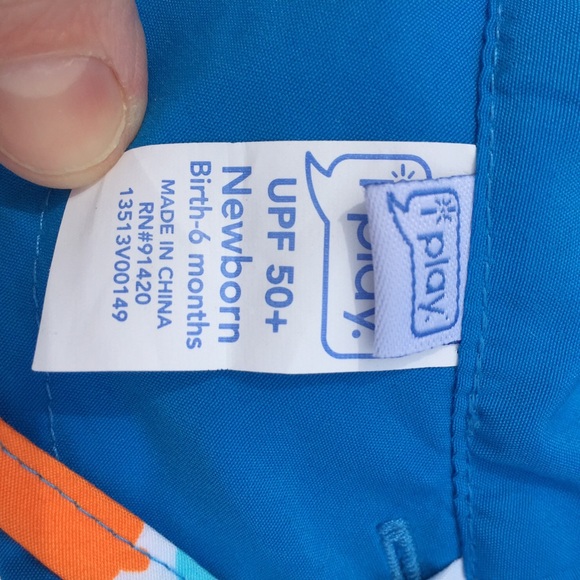 i play.
i play.
UPF 50+
Newborn
Birth-6 months
MADE IN CHINA
RN#91420
13513V00149